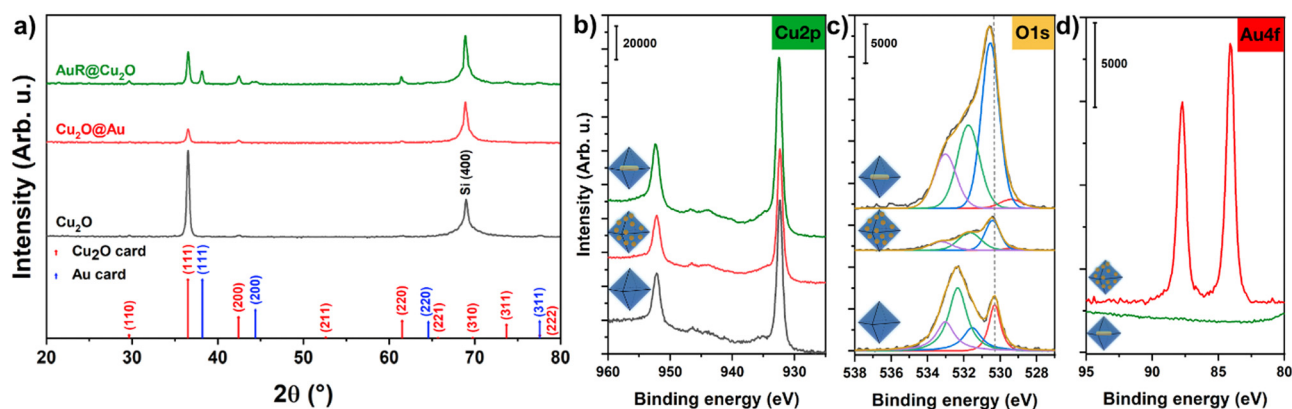 a)
Intensity (Arb. u.)
AuR@Cu₂O
Cu₂O@Au
Cu₂O
Si (400)
Cu₂O card
Au card
(110)
(111)
(111)
(200)
(200)
(211)
(220)
(220)
(221)
(310)
(311)
(311)
(222)
20 30 40 50 60 70 80
2θ (°)
b)
20000
Cu2p
Intensity (Arb. u.)
960 950 940 930
Binding energy (eV)
c)
5000
O1s
538 536 534 532 530 528
Binding energy (eV)
d)
5000
Au4f
95 90 85 80
Binding energy (eV)